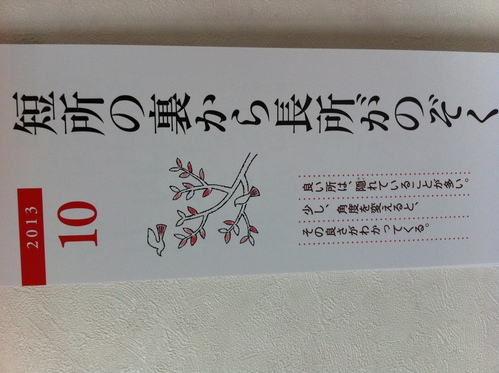 短所の裏から長所がのぞく
良い所は、隠れていることが多い。
少し、角度を変えると、
その良さがわかってくる。
2013
10